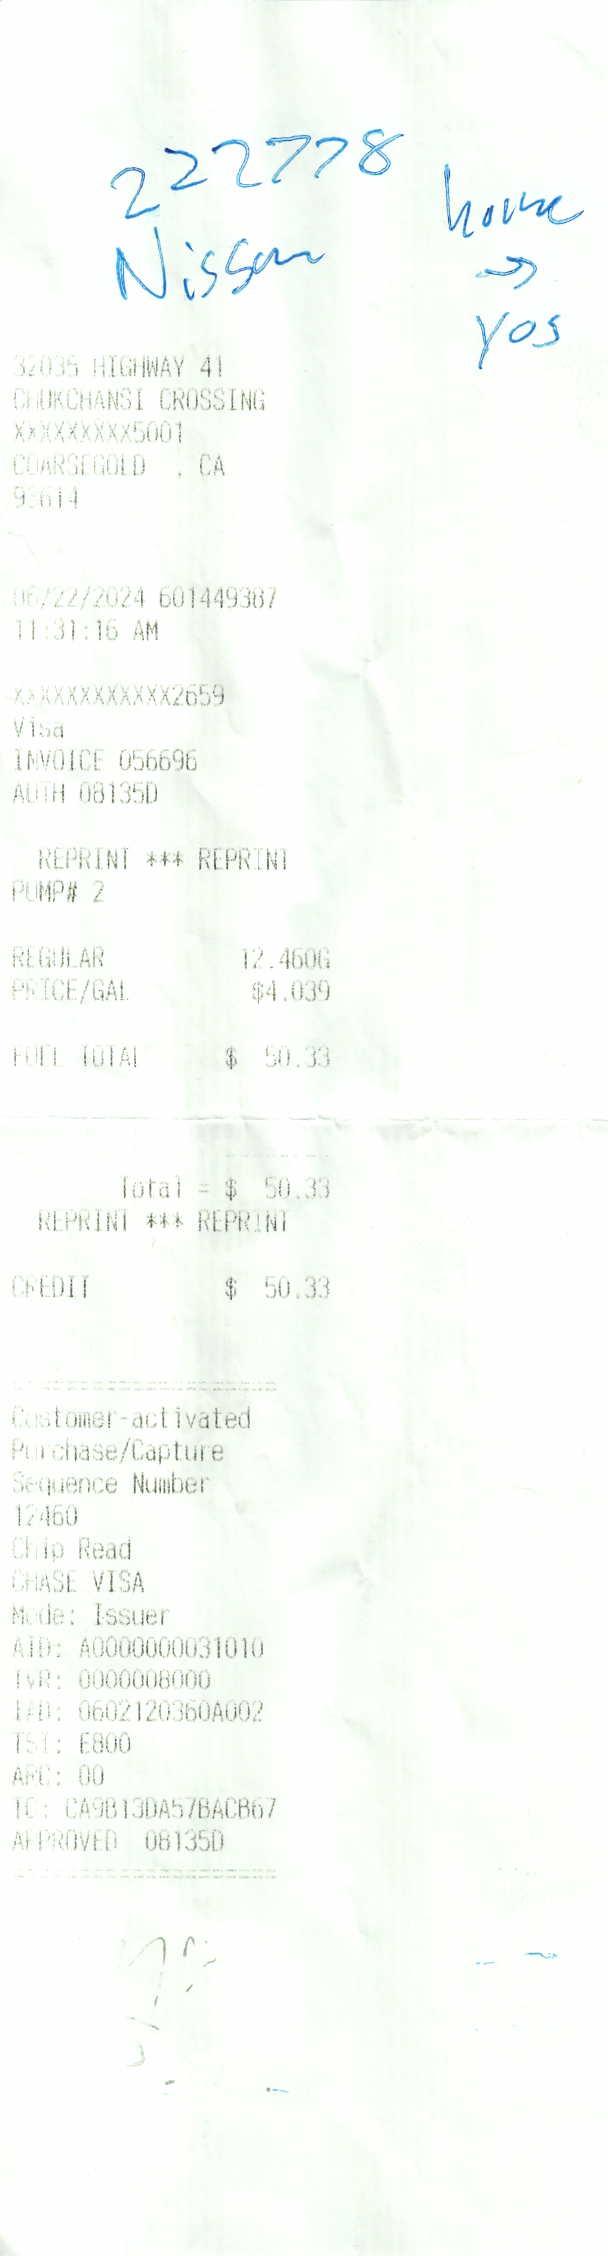 222778
Nissan
home
→
yos
32035 HIGHWAY 41
CHUKCHANSI CROSSING
XXXXXXXXX5001
COARSEGOLD , CA
93614
06/22/2024 601449387
11:31:16 AM
XXXXXXXXXXXX2659
Visa
INVOICE 056696
AUTH 08135D
REPRINT *** REPRINT
PUMP# 2
REGULAR 12.460G
PRICE/GAL $4.039
FUEL TOTAL $ 50.33
Total = $ 50.33
REPRINT *** REPRINT
CREDIT $ 50.33
Customer-activated
Purchase/Capture
Sequence Number
12460
Chip Read
CHASE VISA
Mode: Issuer
AID: A0000000031010
TVR: 0000008000
IAD: 0602120360A002
TSI: E800
ARC: 00
TC: CA9B13DA57BACB67
APPROVED 08135D